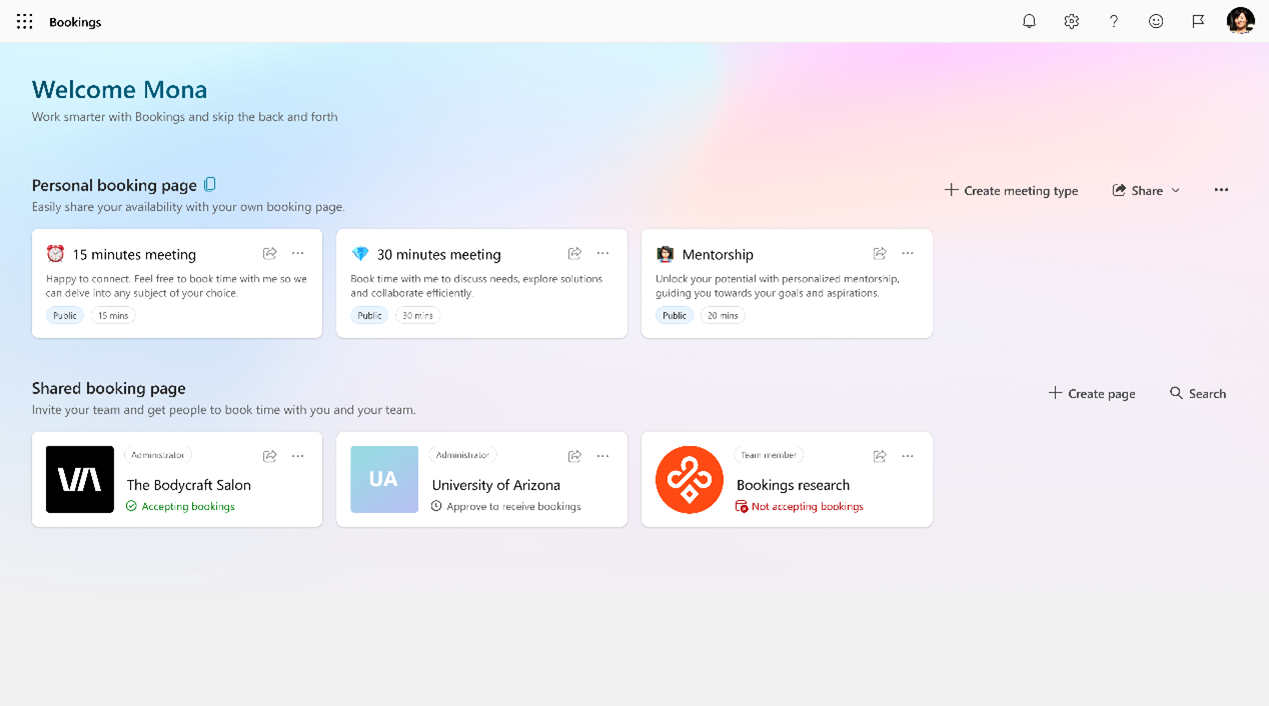 Bookings
Welcome Mona
Work smarter with Bookings and skip the back and forth
Personal booking page
Easily share your availability with your own booking page.
Create meeting type
Share
15 minutes meeting
Happy to connect. Feel free to book time with me so we
can delve into any subject of your choice.
Public
15 mins
30 minutes meeting
Book time with me to discuss needs, explore solutions
and collaborate efficiently.
Public
30 mins
Mentorship
Unlock your potential with personalized mentorship,
guiding you towards your goals and aspirations.
Public
20 mins
Shared booking page
Invite your team and get people to book time with you and your team.
Create page
Search
VA
Administrator
The Bodycraft Salon
Accepting bookings
UA
Administrator
University of Arizona
Approve to receive bookings
Team member
Bookings research
Not accepting bookings